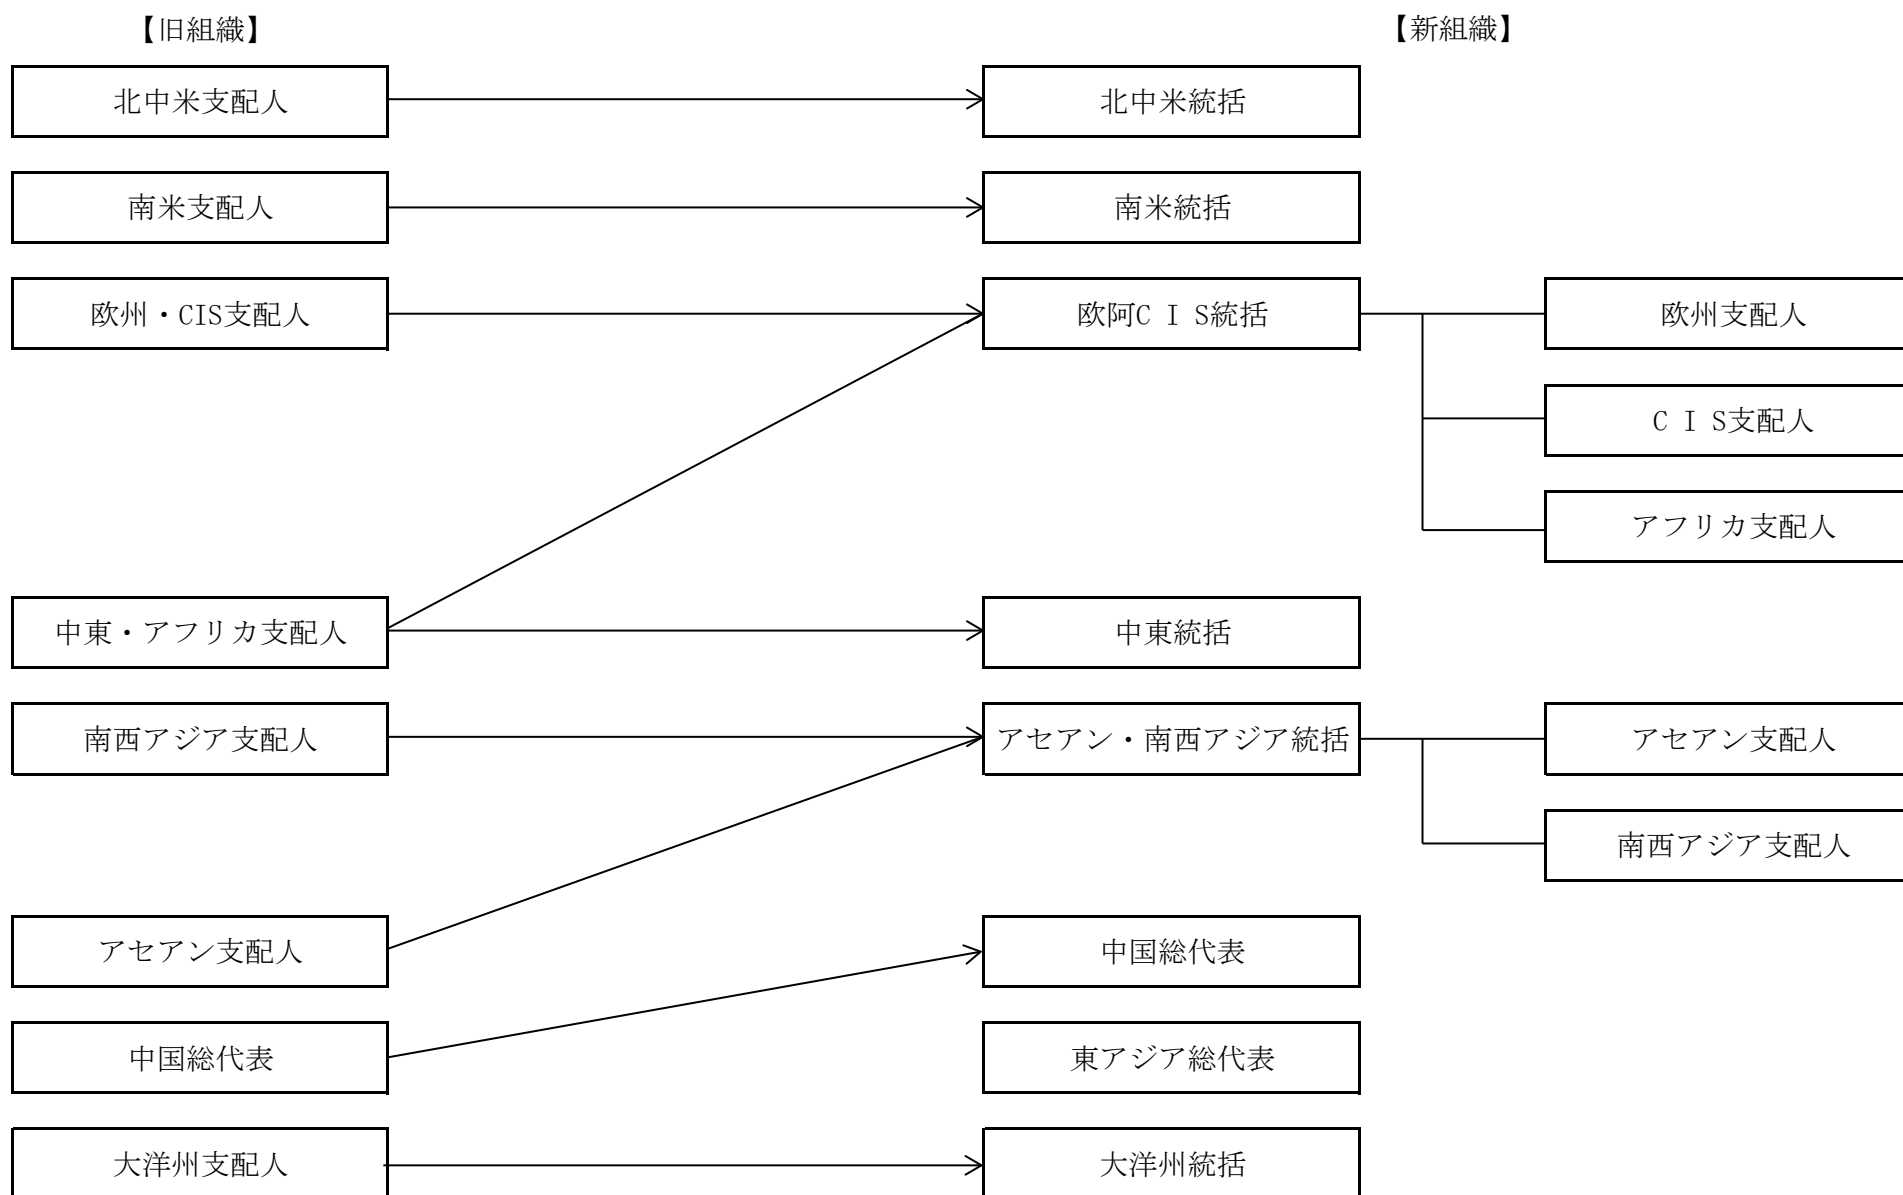 【旧組織】
【新組織】
北中米支配人
北中米統括
南米支配人
南米統括
欧州・CIS支配人
欧阿C I S統括
欧州支配人
C I S支配人
アフリカ支配人
中東・アフリカ支配人
中東統括
南西アジア支配人
アセアン・南西アジア統括
アセアン支配人
南西アジア支配人
アセアン支配人
中国総代表
中国総代表
東アジア総代表
大洋州支配人
大洋州統括